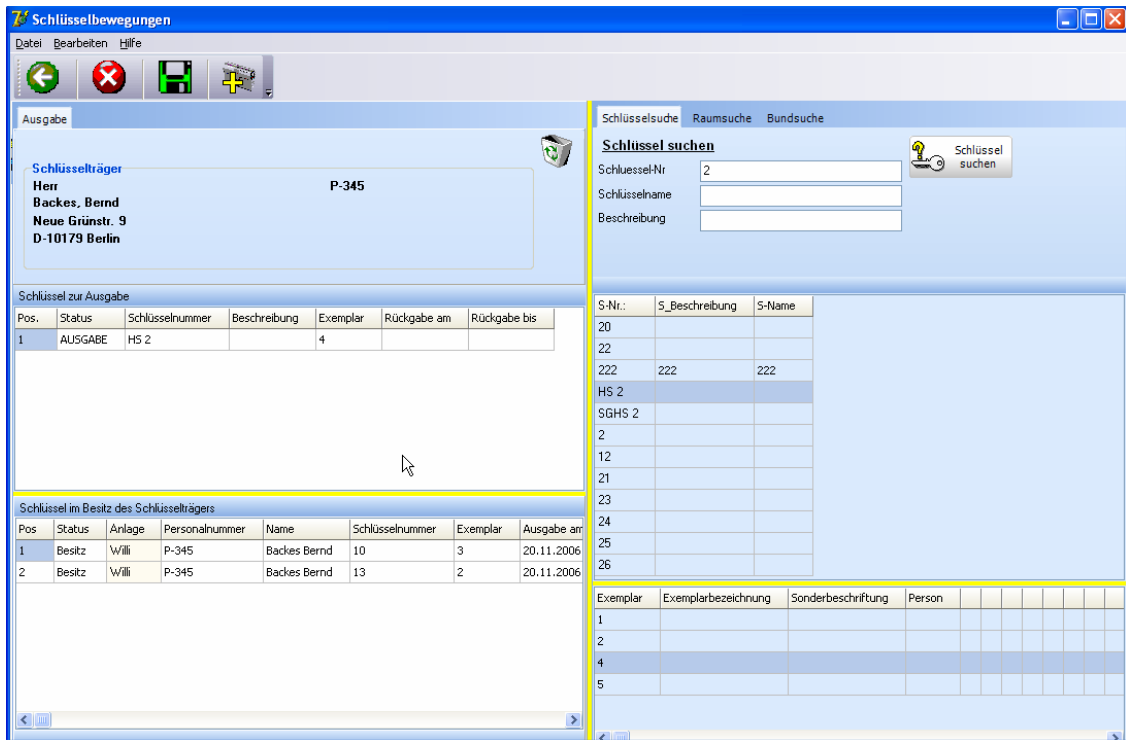 Schlüsselbewegungen
Datei Bearbeiten Hilfe
Ausgabe
Schlüsselträger
Herr P-345
Backes, Bernd
Neue Grünstr. 9
D-10179 Berlin
Schlüssel zur Ausgabe
Pos. Status Schlüsselnummer Beschreibung Exemplar Rückgabe am Rückgabe bis
1 AUSGABE HS 2 4
Schlüssel im Besitz des Schlüsselträgers
Pos Status Anlage Personalnummer Name Schlüsselnummer Exemplar Ausgabe am
1 Besitz Willi P-345 Backes Bernd 10 3 20.11.2006
2 Besitz Willi P-345 Backes Bernd 13 2 20.11.2006
Schlüsselsuche Raumsuche Bundsuche
Schlüssel suchen
Schlüssel suchen
Schluessel-Nr 2
Schlüsselname
Beschreibung
S-Nr.: S_Beschreibung S-Name
20
22
222 222 222
HS 2
SGHS 2
2
12
21
23
24
25
26
Exemplar Exemplarbezeichnung Sonderbeschriftung Person
1
2
4
5